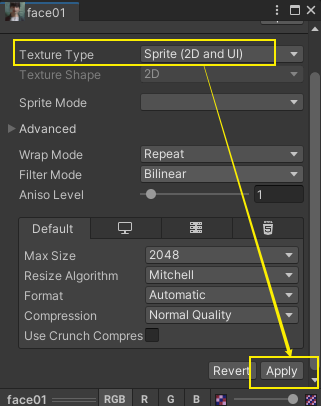 face01
Texture Type Sprite (2D and UI)
Texture Shape 2D
Sprite Mode
Advanced
Wrap Mode Repeat
Filter Mode Bilinear
Aniso Level 1
Default
Max Size 2048
Resize Algorithm Mitchell
Format Automatic
Compression Normal Quality
Use Crunch Compres
Revert Apply
face01 RGB R G B